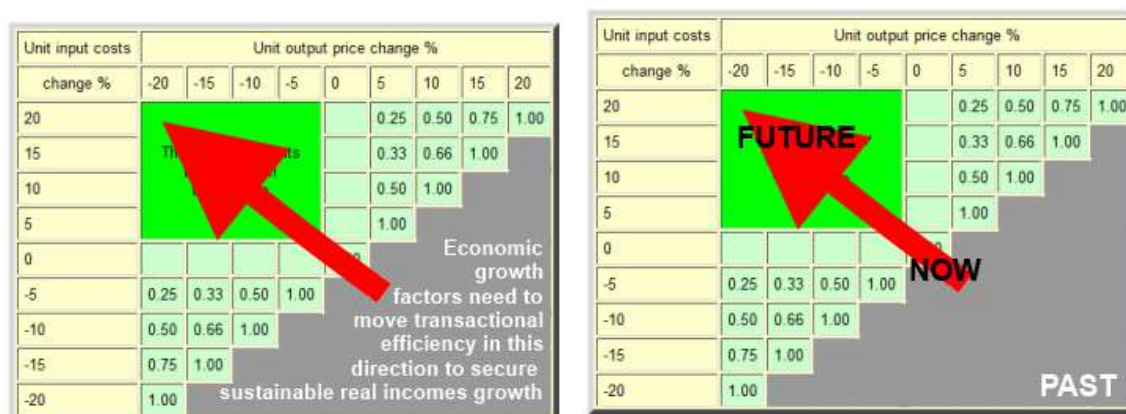 Unit input costs Unit output price change %
change % -20 -15 -10 -5 0 5 10 15 20
20 0.25 0.50 0.75 1.00
15 0.33 0.66 1.00
10 0.50 1.00
5 1.00
0
-5 0.25 0.33 0.50 1.00
-10 0.50 0.66 1.00
-15 0.75 1.00
-20 1.00
Economic
growth
factors need to
move transactional
efficiency in this
direction to secure
sustainable real incomes growth
Unit input costs Unit output price change %
change % -20 -15 -10 -5 0 5 10 15 20
20 0.25 0.50 0.75 1.00
15 0.33 0.66 1.00
10 0.50 1.00
5 1.00
0
-5 0.25 0.33 0.50 1.00
-10 0.50 0.66 1.00
-15 0.75 1.00
-20 1.00
FUTURE
NOW
PAST